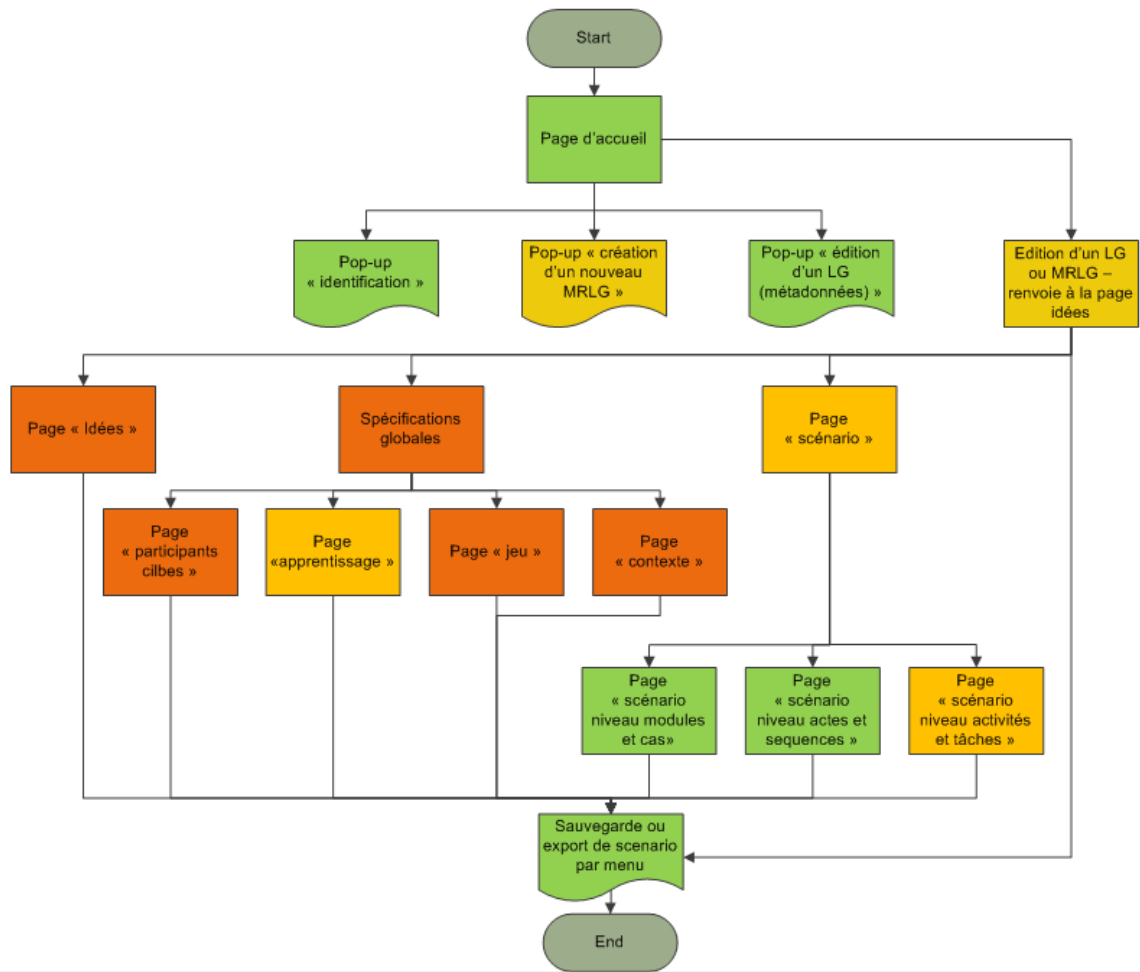 Start
Page d'accueil
Pop-up
« identification »
Pop-up « création
d'un nouveau
MRLG »
Pop-up « édition
d'un LG
(métadonnées) »
Edition d'un LG
ou MRLG –
renvoie à la page
idées
Page « Idées »
Spécifications
globales
Page
« scénario »
Page
« participants
cilbes »
Page
«apprentissage »
Page « jeu »
Page
« contexte »
Page
« scénario
niveau modules
et cas»
Page
« scénario
niveau actes et
sequences »
Page
« scénario
niveau activités
et tâches »
Sauvegarde ou
export de scenario
par menu
End